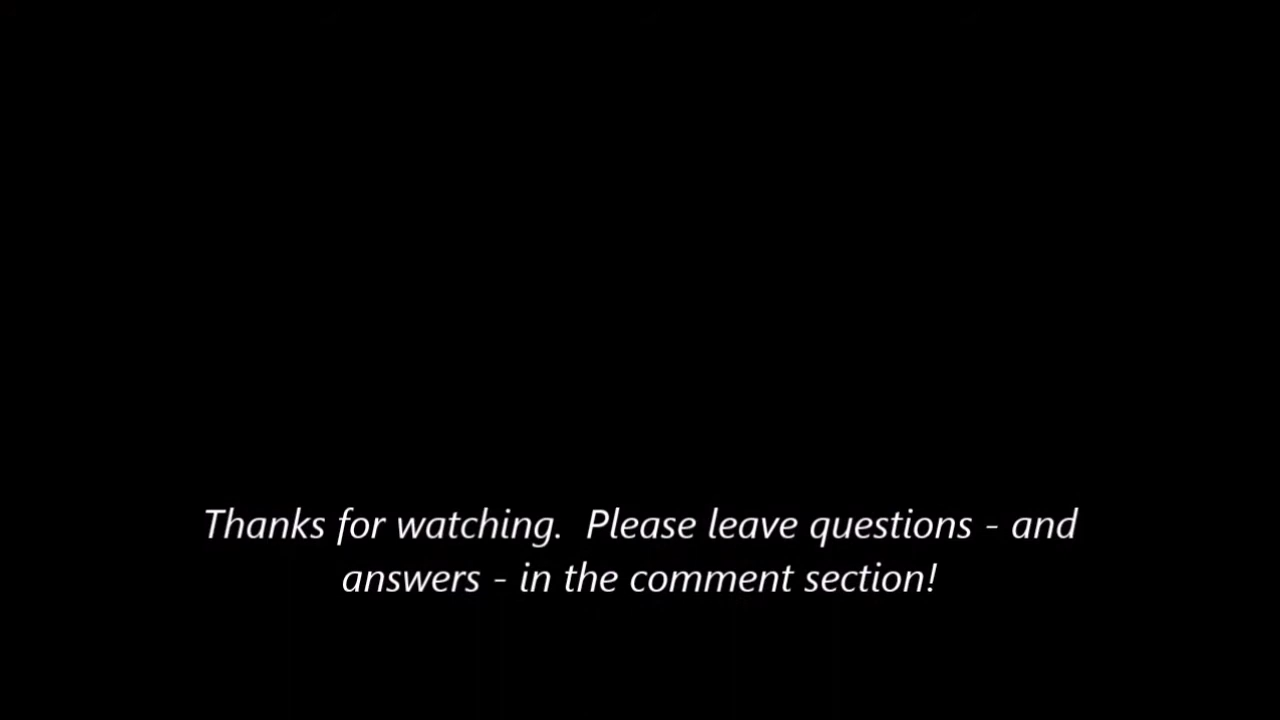 Thanks for watching.  Please leave questions - and
answers - in the comment section!